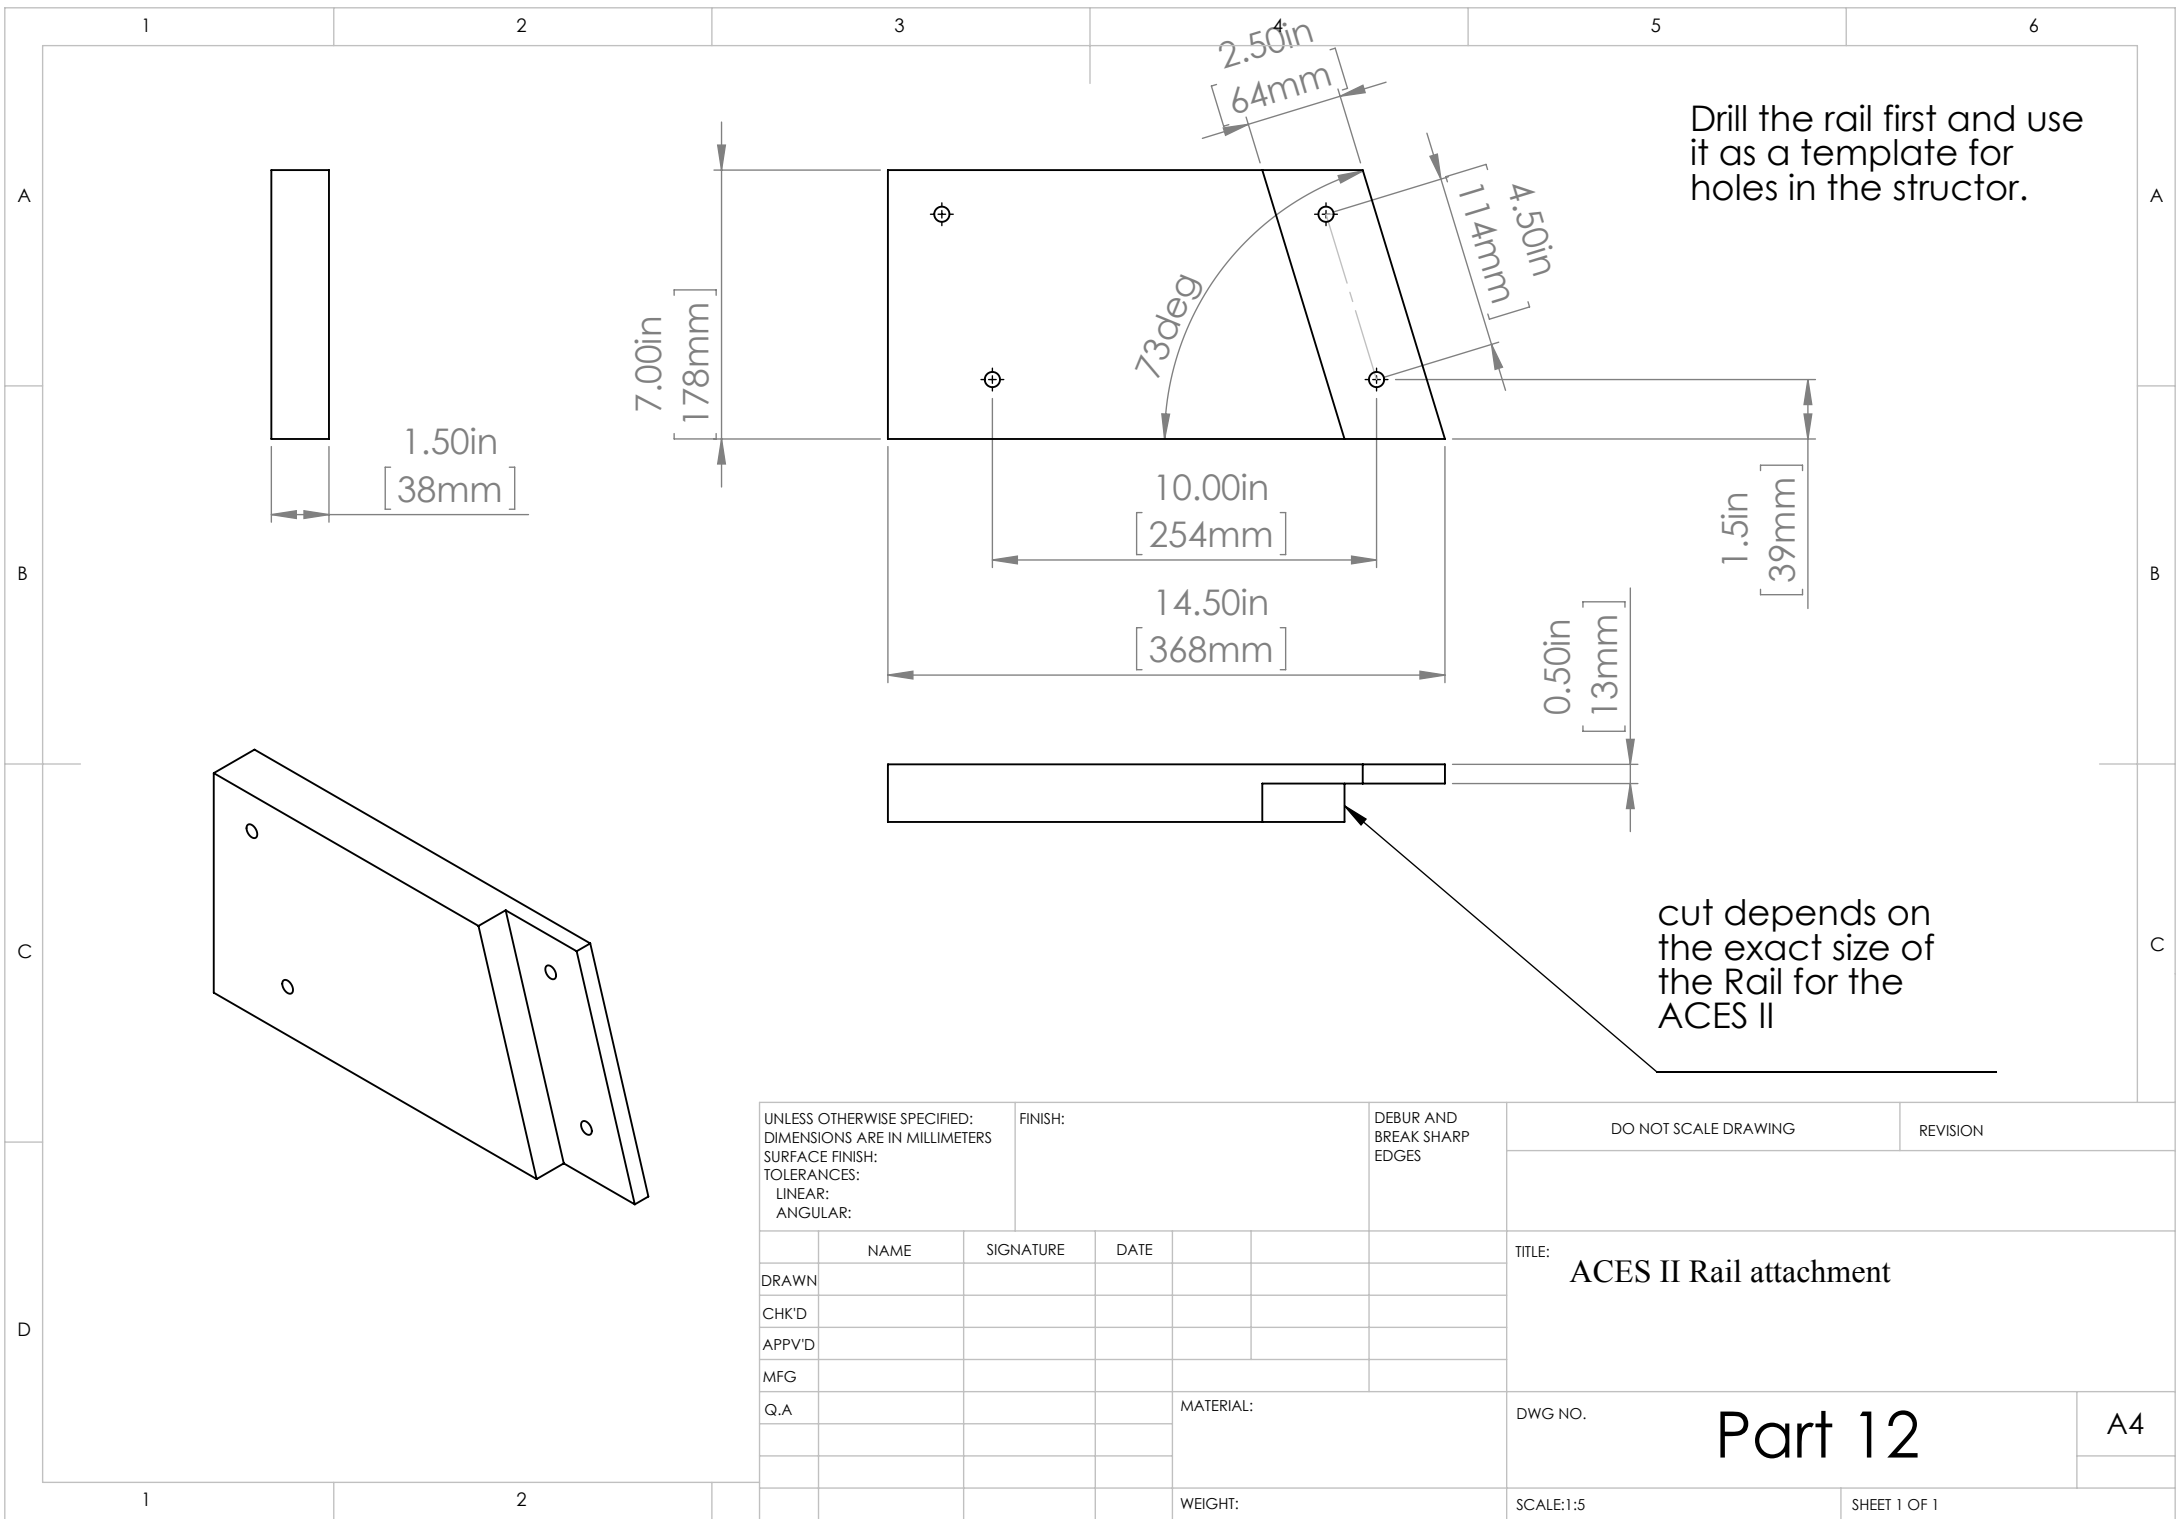 1
2
3
4
5
6
2.50in
[ 64mm ]
Drill the rail first and use
it as a template for
holes in the structor.
A
A
4.50in
[ 114mm ]
73deg
7.00in
[ 178mm ]
1.50in
[ 38mm ]
10.00in
[ 254mm ]
1.5in
[ 39mm ]
B
B
14.50in
[ 368mm ]
0.50in
[ 13mm ]
cut depends on
the exact size of
the Rail for the
ACES II
C
C
UNLESS OTHERWISE SPECIFIED:
DIMENSIONS ARE IN MILLIMETERS
SURFACE FINISH:
TOLERANCES:
LINEAR:
ANGULAR:
FINISH:
DEBUR AND
BREAK SHARP
EDGES
DO NOT SCALE DRAWING
REVISION
NAME
SIGNATURE
DATE
DRAWN
CHK'D
APPV'D
MFG
Q.A
TITLE:
ACES II Rail attachment
D
MATERIAL:
DWG NO.
Part 12
A4
WEIGHT:
SCALE:1:5
SHEET 1 OF 1
1
2